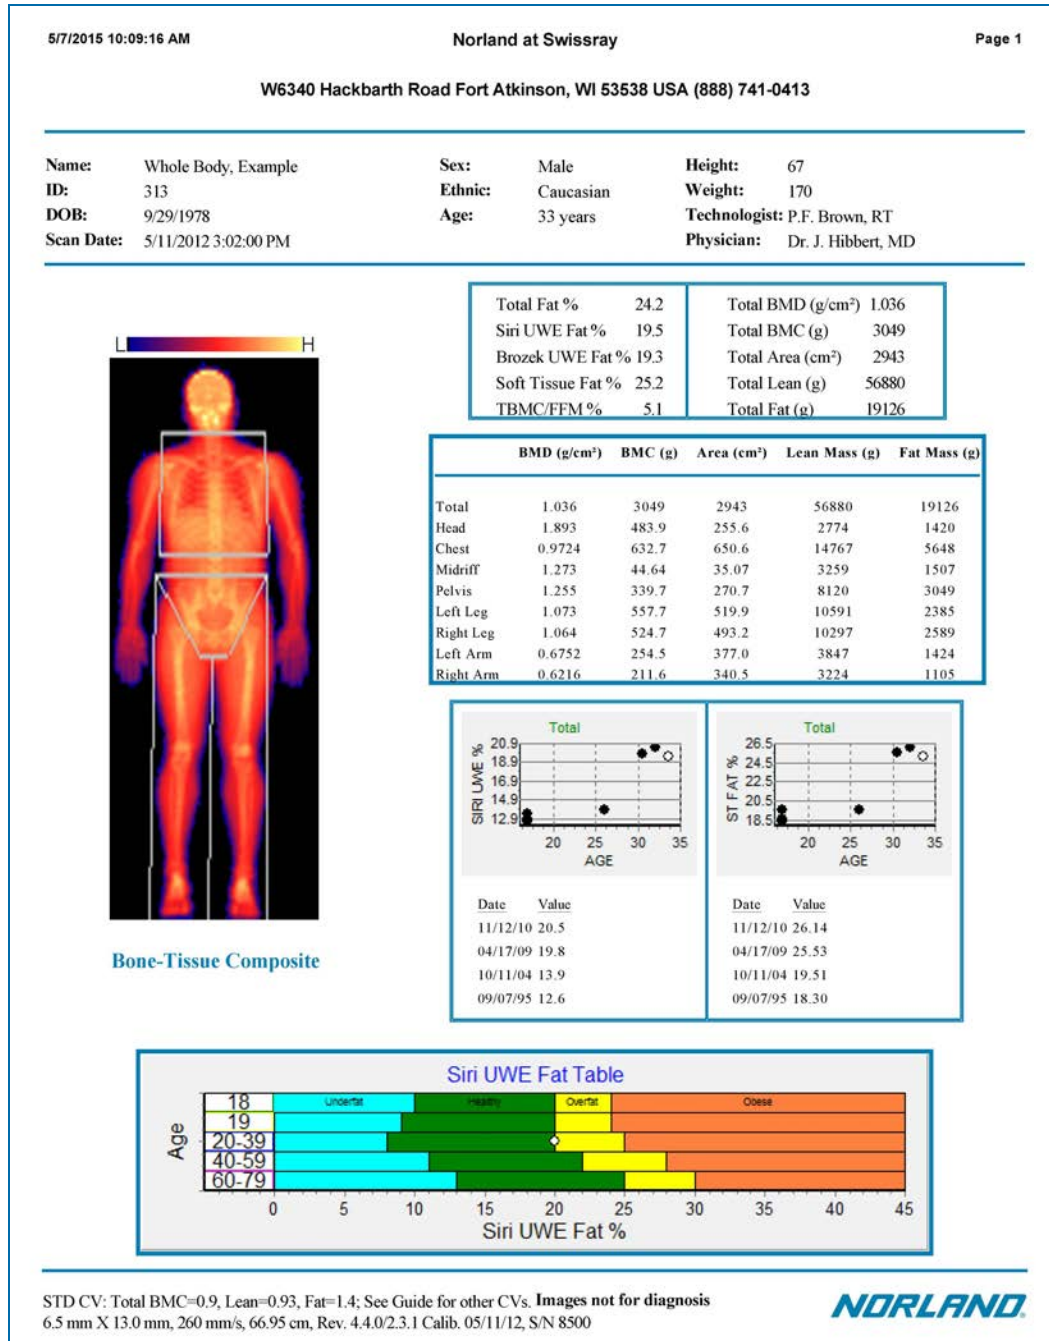 5/7/2015 10:09:16 AM Norland at Swissray Page 1
W6340 Hackbarth Road Fort Atkinson, WI 53538 USA (888) 741-0413
Name: Whole Body, Example Sex: Male Height: 67
ID: 313 Ethnic: Caucasian Weight: 170
DOB: 9/29/1978 Age: 33 years Technologist: P.F. Brown, RT
Scan Date: 5/11/2012 3:02:00 PM Physician: Dr. J. Hibbert, MD
L H
Bone-Tissue Composite
Total Fat % 24.2
Siri UWE Fat % 19.5
Brozek UWE Fat % 19.3
Soft Tissue Fat % 25.2
TBMC/FFM % 5.1
Total BMD (g/cm²) 1.036
Total BMC (g) 3049
Total Area (cm²) 2943
Total Lean (g) 56880
Total Fat (g) 19126
BMD (g/cm²) BMC (g) Area (cm²) Lean Mass (g) Fat Mass (g)
Total 1.036 3049 2943 56880 19126
Head 1.893 483.9 255.6 2774 1420
Chest 0.9724 632.7 650.6 14767 5648
Midriff 1.273 44.64 35.07 3259 1507
Pelvis 1.255 339.7 270.7 8120 3049
Left Leg 1.073 557.7 519.9 10591 2385
Right Leg 1.064 524.7 493.2 10297 2589
Left Arm 0.6752 254.5 377.0 3847 1424
Right Arm 0.6216 211.6 340.5 3224 1105
Total
SIRI UWE %
20.9
18.9
16.9
14.9
12.9
20 25 30 35
AGE
Date Value
11/12/10 20.5
04/17/09 19.8
10/11/04 13.9
09/07/95 12.6
Total
ST FAT %
26.5
24.5
22.5
20.5
18.5
20 25 30 35
AGE
Date Value
11/12/10 26.14
04/17/09 25.53
10/11/04 19.51
09/07/95 18.30
Siri UWE Fat Table
Age
18 Underfat Healthy Overfat Obese
19
20-39
40-59
60-79
0 5 10 15 20 25 30 35 40 45
Siri UWE Fat %
STD CV: Total BMC=0.9, Lean=0.93, Fat=1.4; See Guide for other CVs. Images not for diagnosis
6.5 mm X 13.0 mm, 260 mm/s, 66.95 cm, Rev. 4.4.0/2.3.1 Calib. 05/11/12, S/N 8500
NORLAND